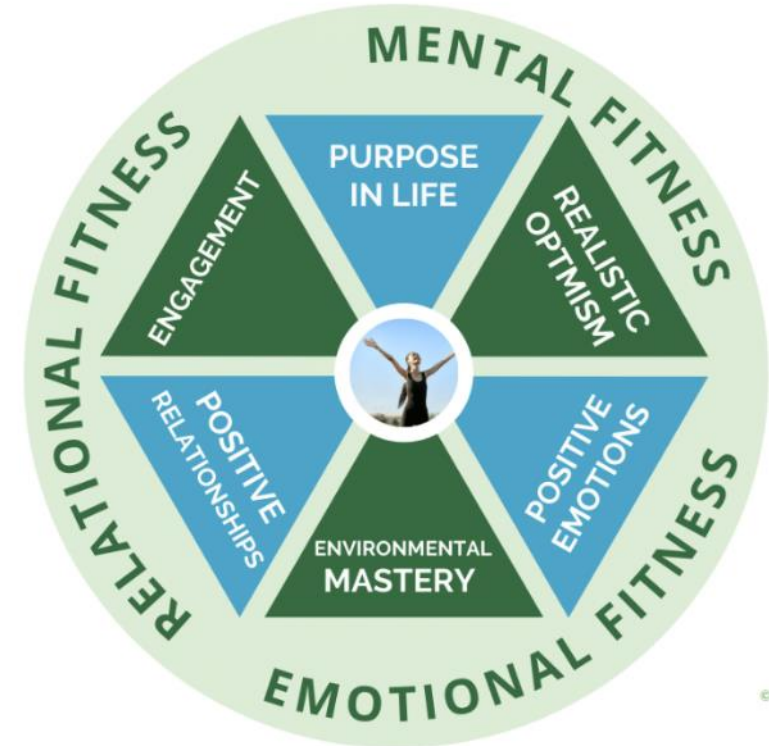 MENTAL FITNESS
PURPOSE
IN LIFE
REALISTIC
OPTMISM
POSITIVE
EMOTIONS
EMOTIONAL FITNESS
ENVIRONMENTAL
MASTERY
POSITIVE
RELATIONSHIPS
RELATIONAL FITNESS
ENGAGEMENT
©